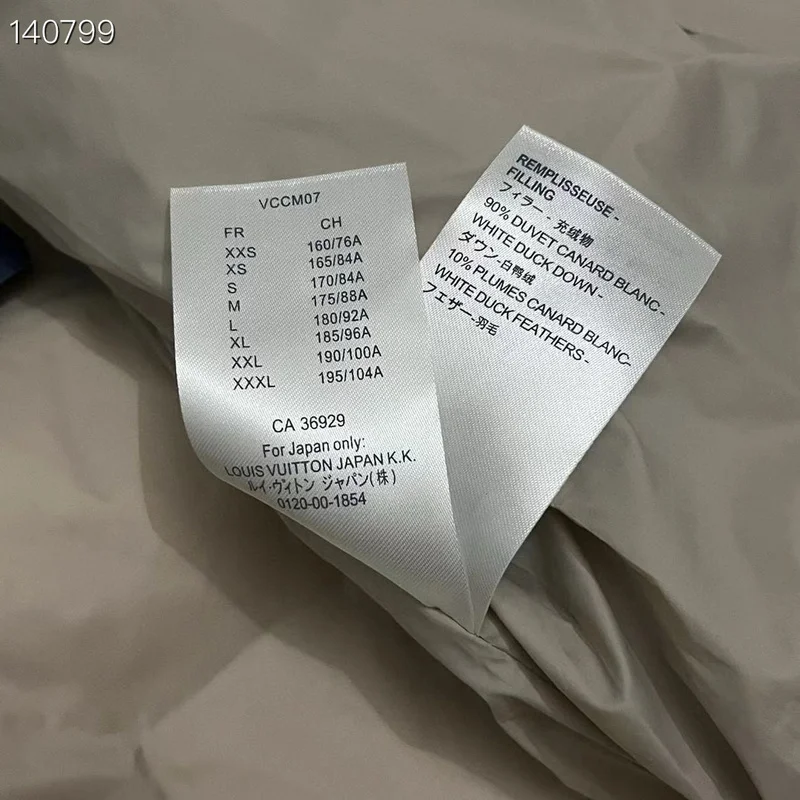 140799
VCCM07
FR CH
XXS 160/76A
XS 165/84A
S 170/84A
M 175/88A
L 180/92A
XL 185/96A
XXL 190/100A
XXXL 195/104A
CA 36929
For Japan only:
LOUIS VUITTON JAPAN K.K.
ルイ・ヴィトン ジャパン(株)
0120-00-1854
REMPLISSEUSE-
FILLING
フィラー - 充绒物
90% DUVET CANARD BLANC-
WHITE DUCK DOWN-
ダウン-白鸭绒
10% PLUMES CANARD BLANC-
WHITE DUCK FEATHERS-
フェザー-羽毛